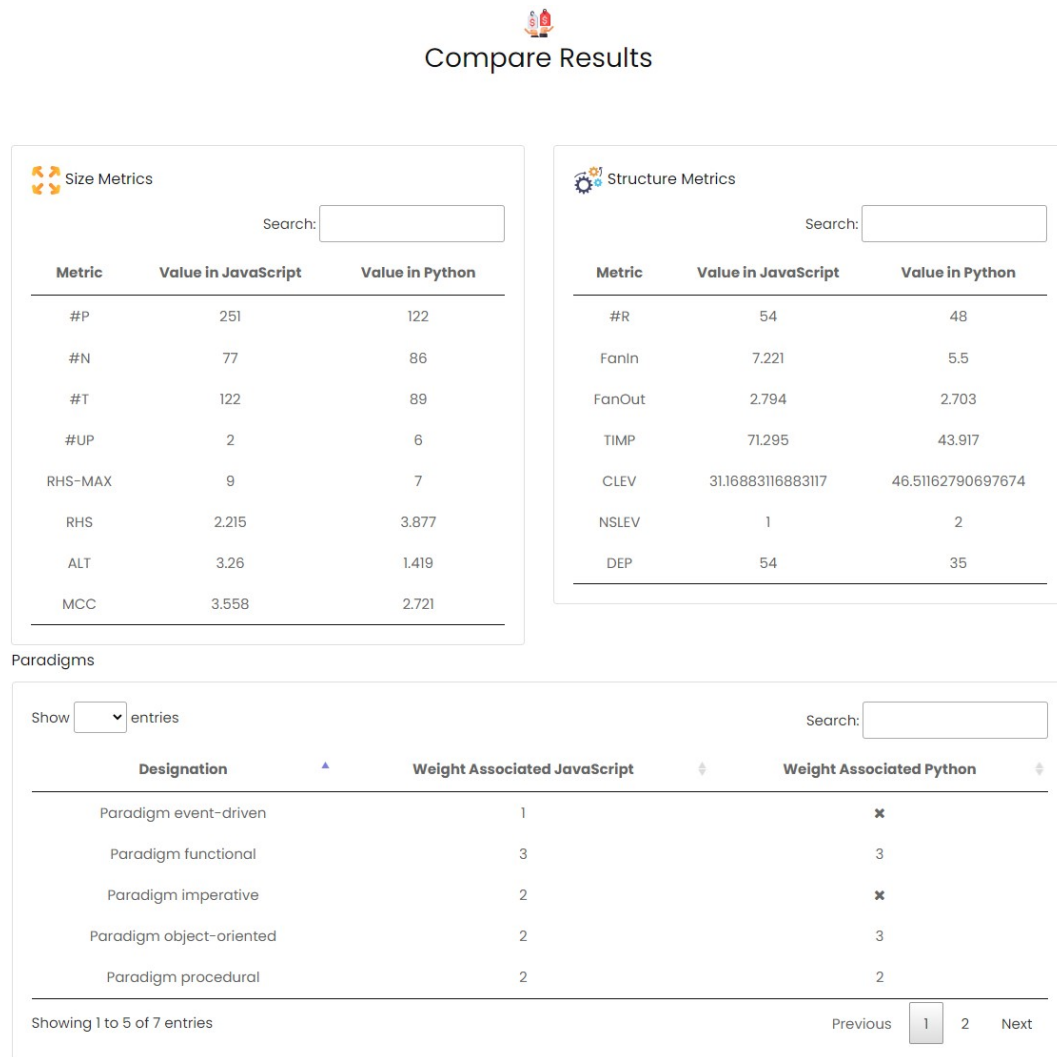 Compare Results
Size Metrics
Search:
Metric Value in JavaScript Value in Python
#P 251 122
#N 77 86
#T 122 89
#UP 2 6
RHS-MAX 9 7
RHS 2.215 3.877
ALT 3.26 1.419
MCC 3.558 2.721
Structure Metrics
Search:
Metric Value in JavaScript Value in Python
#R 54 48
FanIn 7.221 5.5
FanOut 2.794 2.703
TIMP 71.295 43.917
CLEV 31.16883116883117 46.51162790697674
NSLEV 1 2
DEP 54 35
Paradigms
Show entries
Search:
Designation Weight Associated JavaScript Weight Associated Python
Paradigm event-driven 1 ✖
Paradigm functional 3 3
Paradigm imperative 2 ✖
Paradigm object-oriented 2 3
Paradigm procedural 2 2
Showing 1 to 5 of 7 entries
Previous 1 2 Next